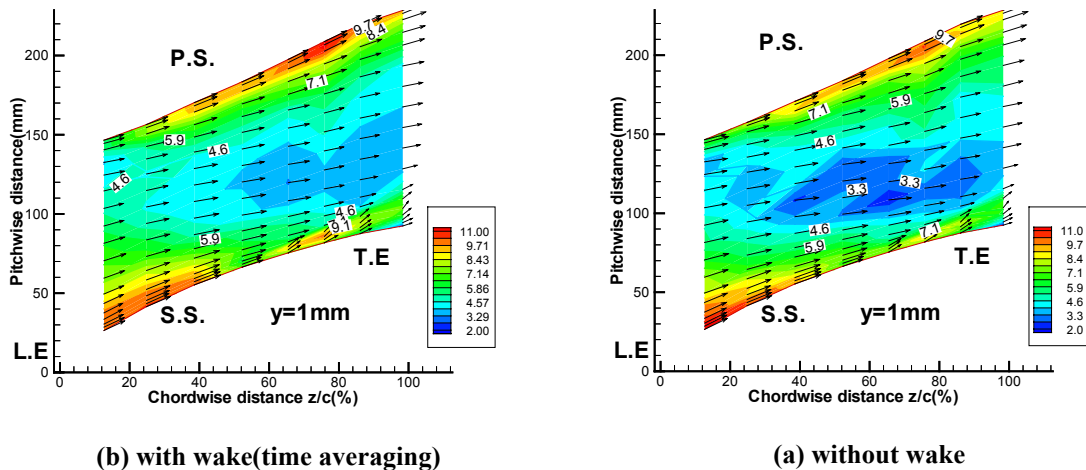 200
150
100
50
0
Pitchwise distance(mm)
P.S.
9.7
8.4
7.1
5.9
4.6
4.6
4.6
9.1
5.9
T.E
S.S.
y=1mm
L.E
11.00
9.71
8.43
7.14
5.86
4.57
3.29
2.00
0 20 40 60 80 100
Chordwise distance z/c(%)
(b) with wake(time averaging)
200
150
100
50
0
Pitchwise distance(mm)
P.S.
9.7
7.1
5.9
4.6
3.3
3.3
4.6
5.9
7.1
T.E
S.S.
y=1mm
L.E
11.0
9.7
8.4
7.1
5.9
4.6
3.3
2.0
0 20 40 60 80 100
Chordwise distance z/c(%)
(a) without wake